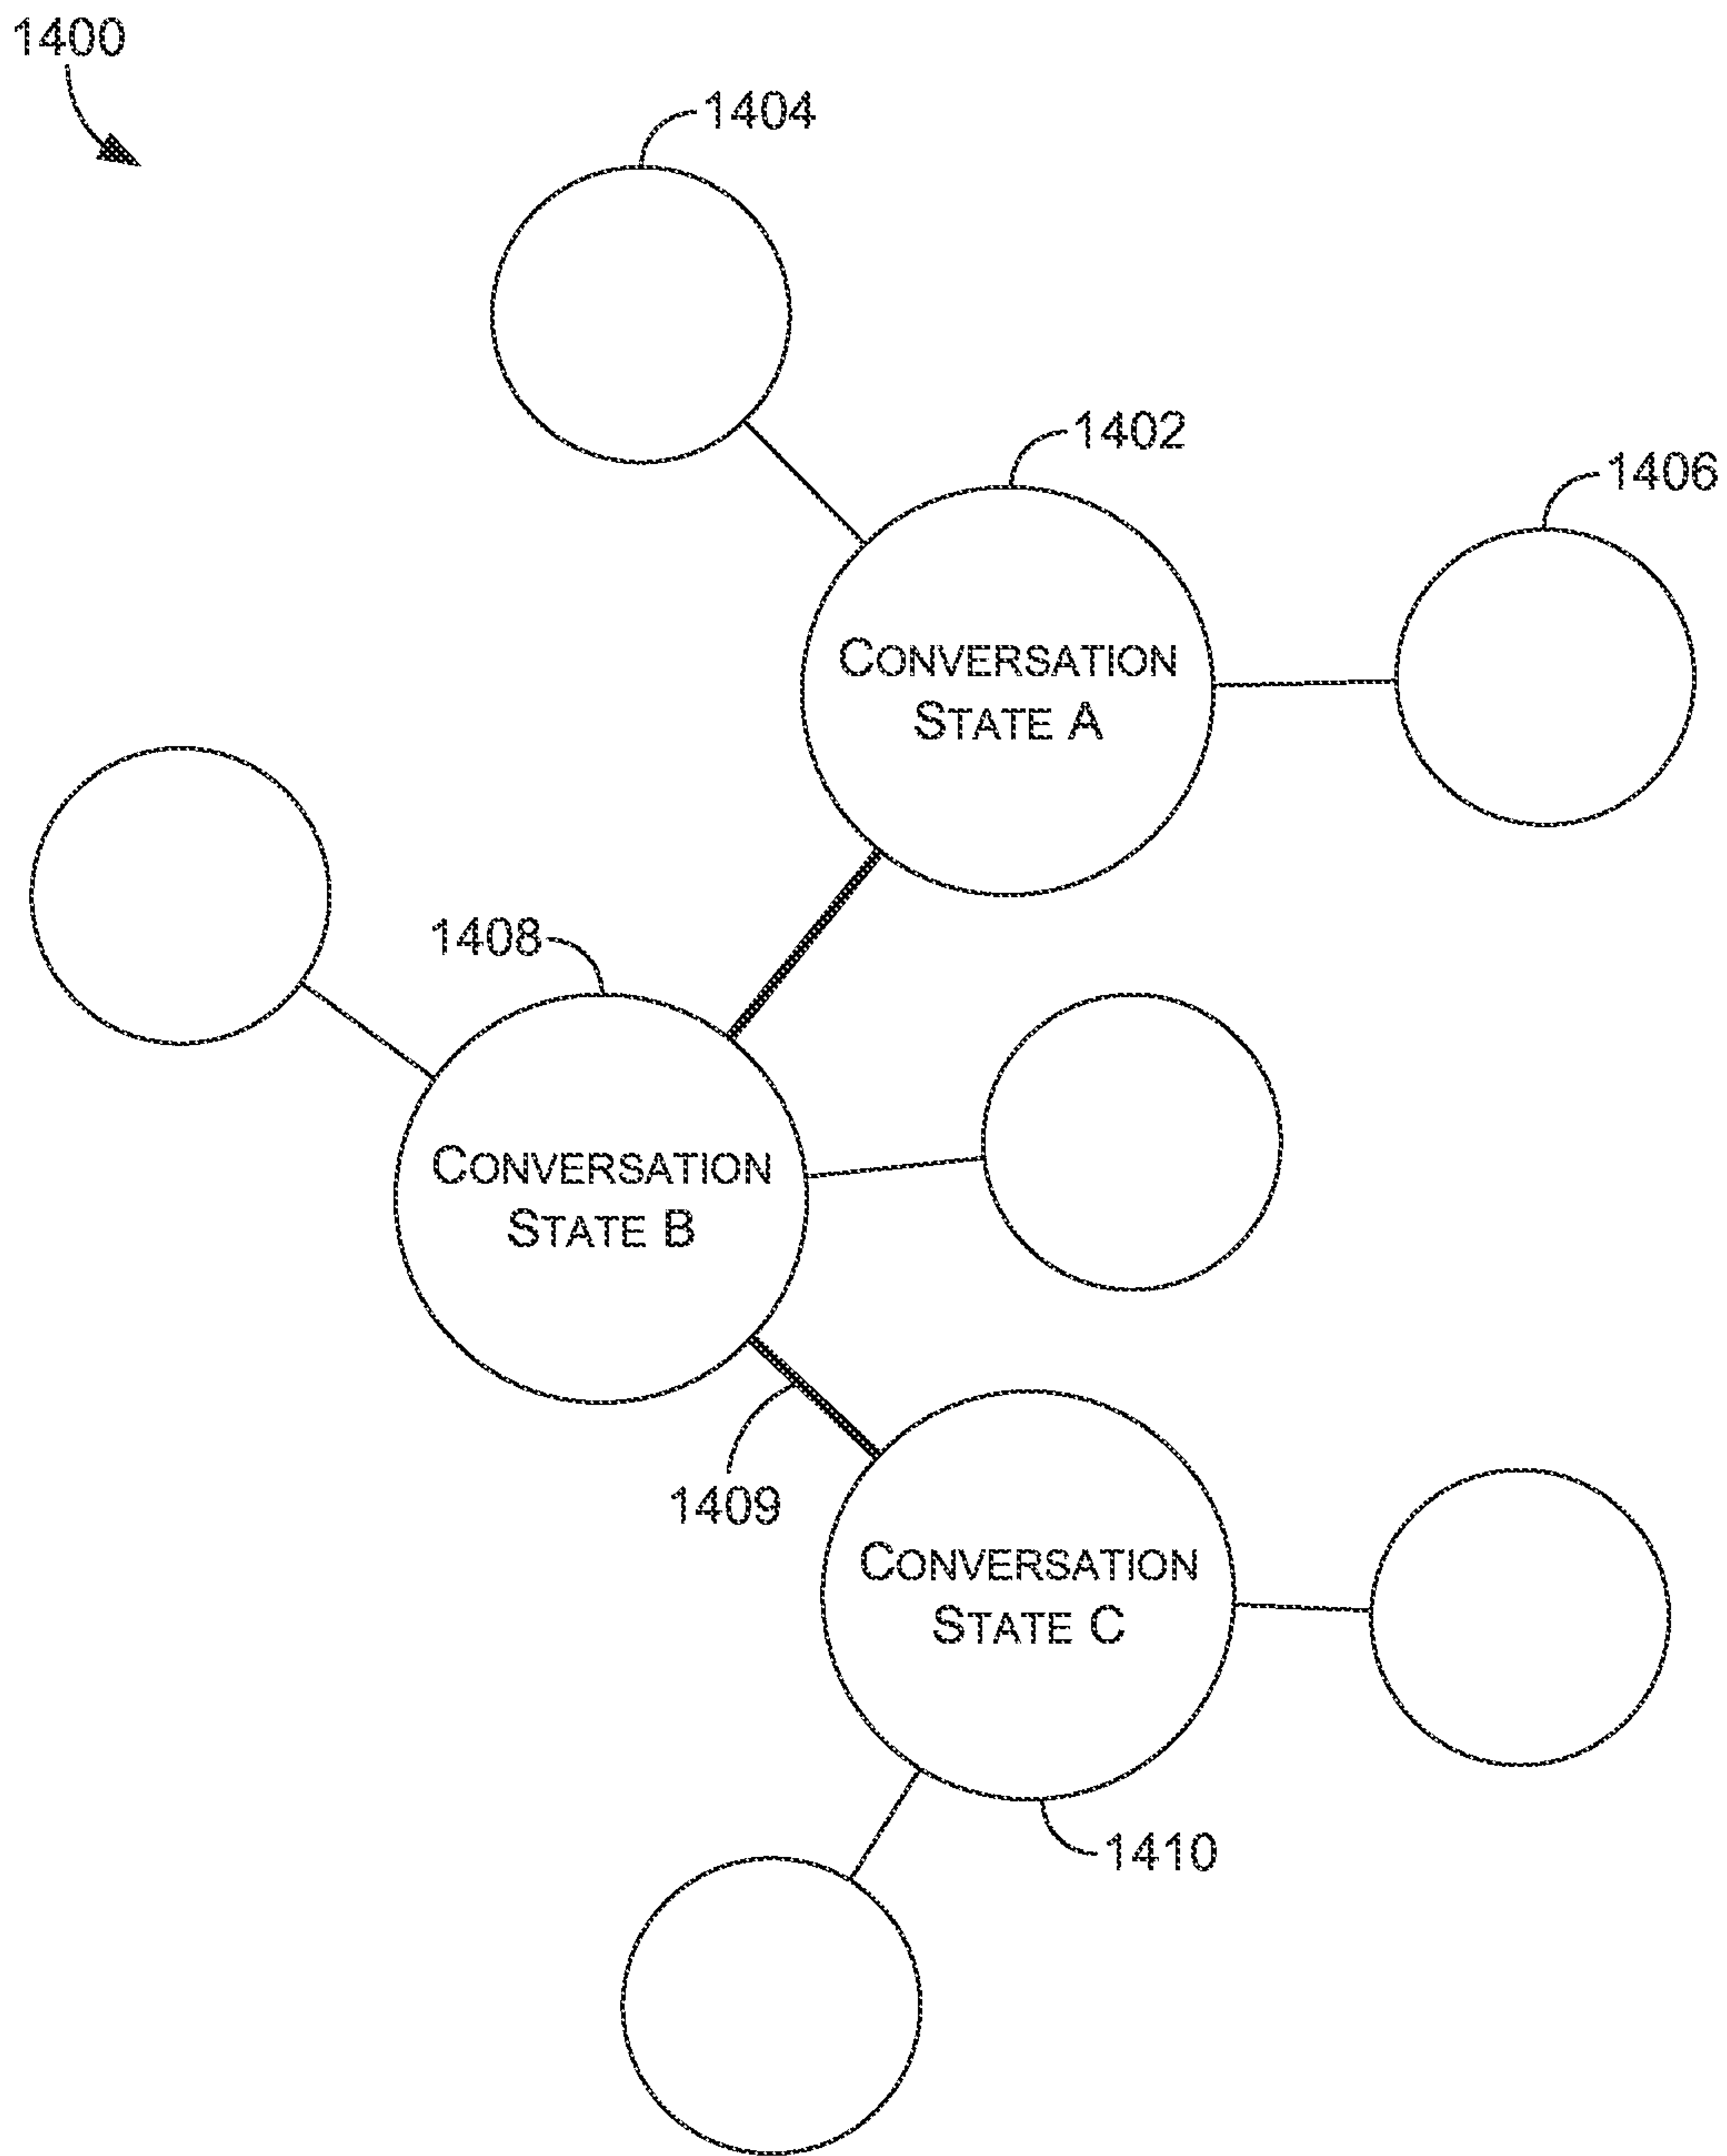 1400
1404
1402
1406
CONVERSATION
STATE A
1408
CONVERSATION
STATE B
1409
CONVERSATION
STATE C
1410